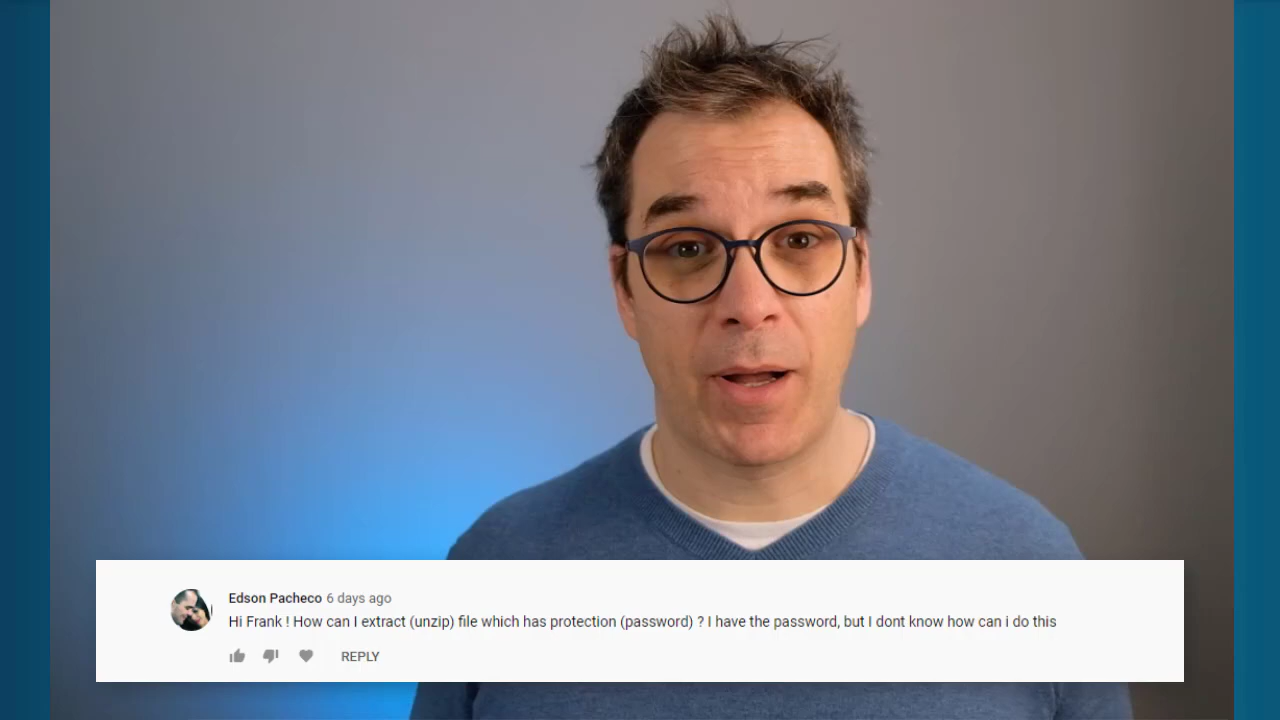 Edson Pacheco 6 days ago
Hi Frank ! How can I extract (unzip) file which has protection (password) ? I have the password, but I dont know how can i do this
REPLY